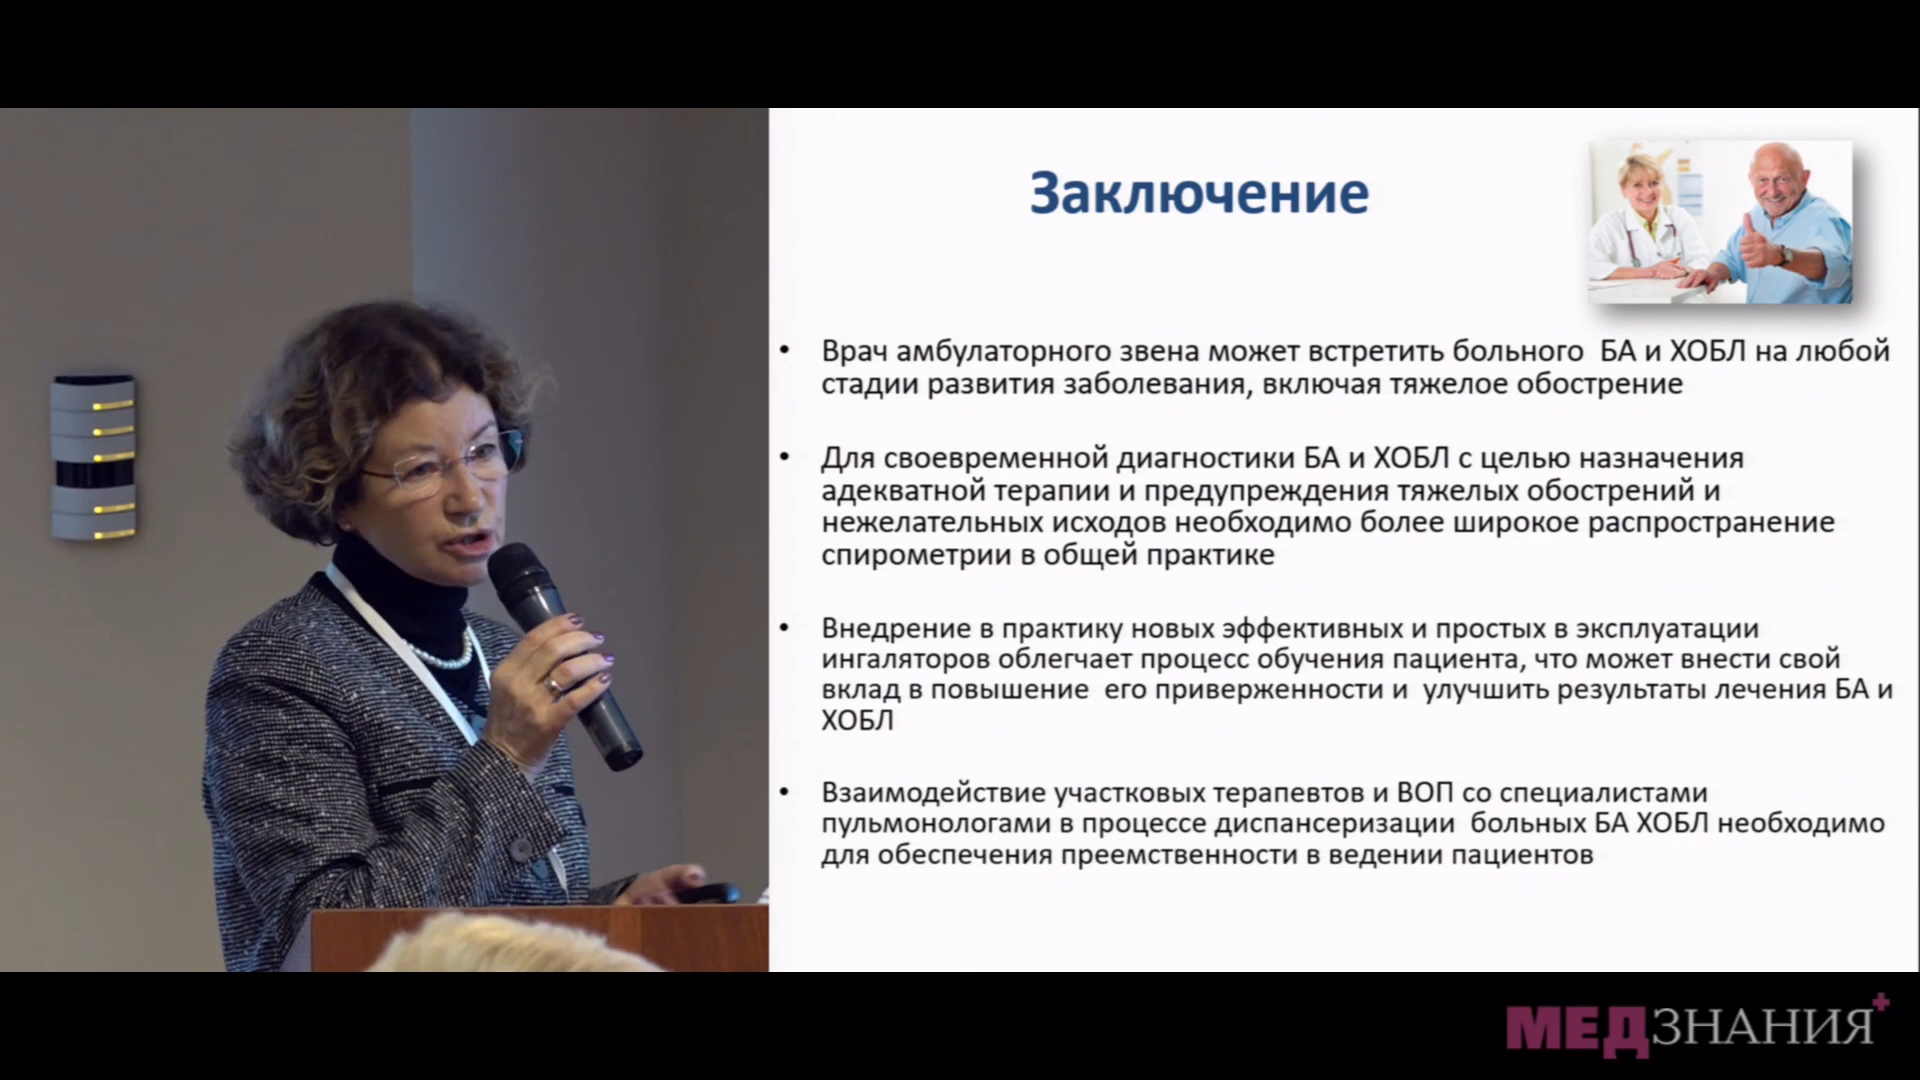 Заключение
• Врач амбулаторного звена может встретить больного БА и ХОБЛ на любой
стадии развития заболевания, включая тяжелое обострение
• Для своевременной диагностики БА и ХОБЛ с целью назначения
адекватной терапии и предупреждения тяжелых обострений и
нежелательных исходов необходимо более широкое распространение
спирометрии в общей практике
• Внедрение в практику новых эффективных и простых в эксплуатации
ингаляторов облегчает процесс обучения пациента, что может внести свой
вклад в повышение его приверженности и улучшить результаты лечения БА и
ХОБЛ
• Взаимодействие участковых терапевтов и ВОП со специалистами
пульмонологами в процессе диспансеризации больных БА ХОБЛ необходимо
для обеспечения преемственности в ведении пациентов
МЕДЗНАНИЯ+